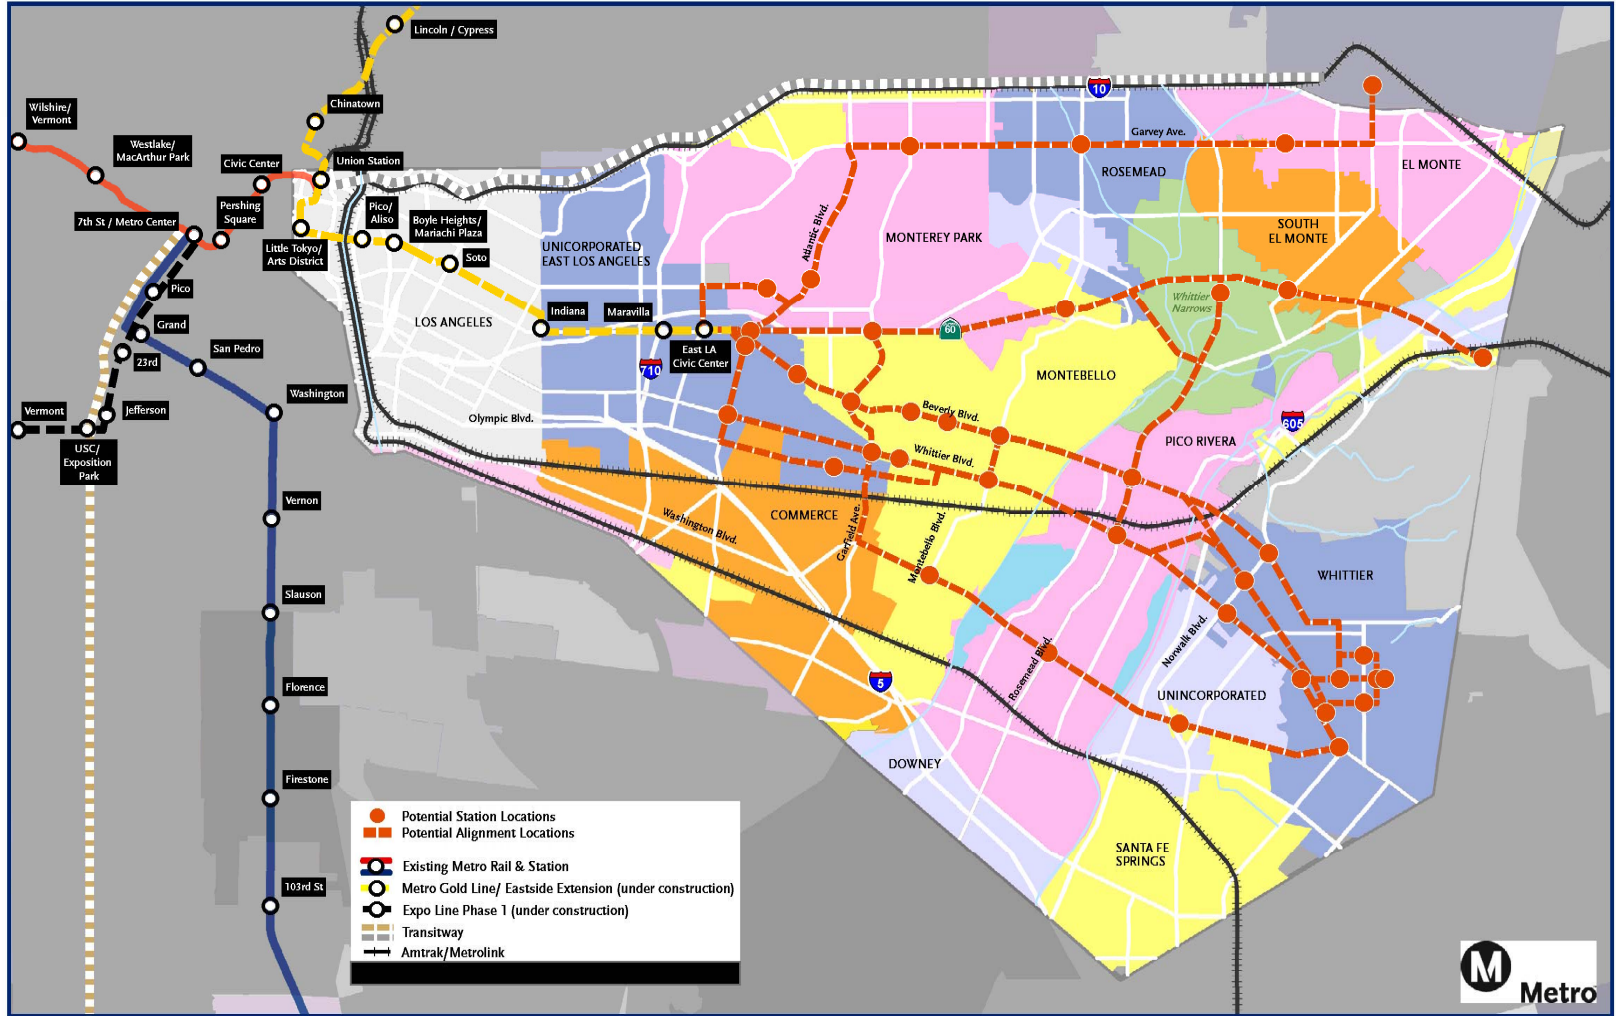 Lincoln / Cypress
Chinatown
Wilshire/
Vermont
Westlake/
MacArthur Park
Civic Center
Union Station
Pershing
Square
7th St / Metro Center
Little Tokyo/
Arts District
Pico/
Aliso
Boyle Heights/
Mariachi Plaza
Soto
Pico
Grand
23rd
San Pedro
Washington
Vermont
Jefferson
USC/
Exposition
Park
Vernon
Slauson
Florence
Firestone
103rd St
Indiana
Maravilla
East LA
Civic Center
LOS ANGELES
UNICORPORATED
EAST LOS ANGELES
710
Olympic Blvd.
10
Garvey Ave.
ROSEMEAD
EL MONTE
SOUTH
EL MONTE
MONTEREY PARK
Atlantic Blvd.
Whittier
Narrows
60
MONTEBELLO
Beverly Blvd.
Whittier Blvd.
PICO RIVERA
605
COMMERCE
Washington Blvd.
Garfield Ave.
Montebello Blvd.
Rosemead Blvd.
Norwalk Blvd.
WHITTIER
UNINCORPORATED
5
DOWNEY
SANTA FE
SPRINGS
Potential Station Locations
Potential Alignment Locations
Existing Metro Rail & Station
Metro Gold Line/ Eastside Extension (under construction)
Expo Line Phase 1 (under construction)
Transitway
Amtrak/Metrolink
M
Metro